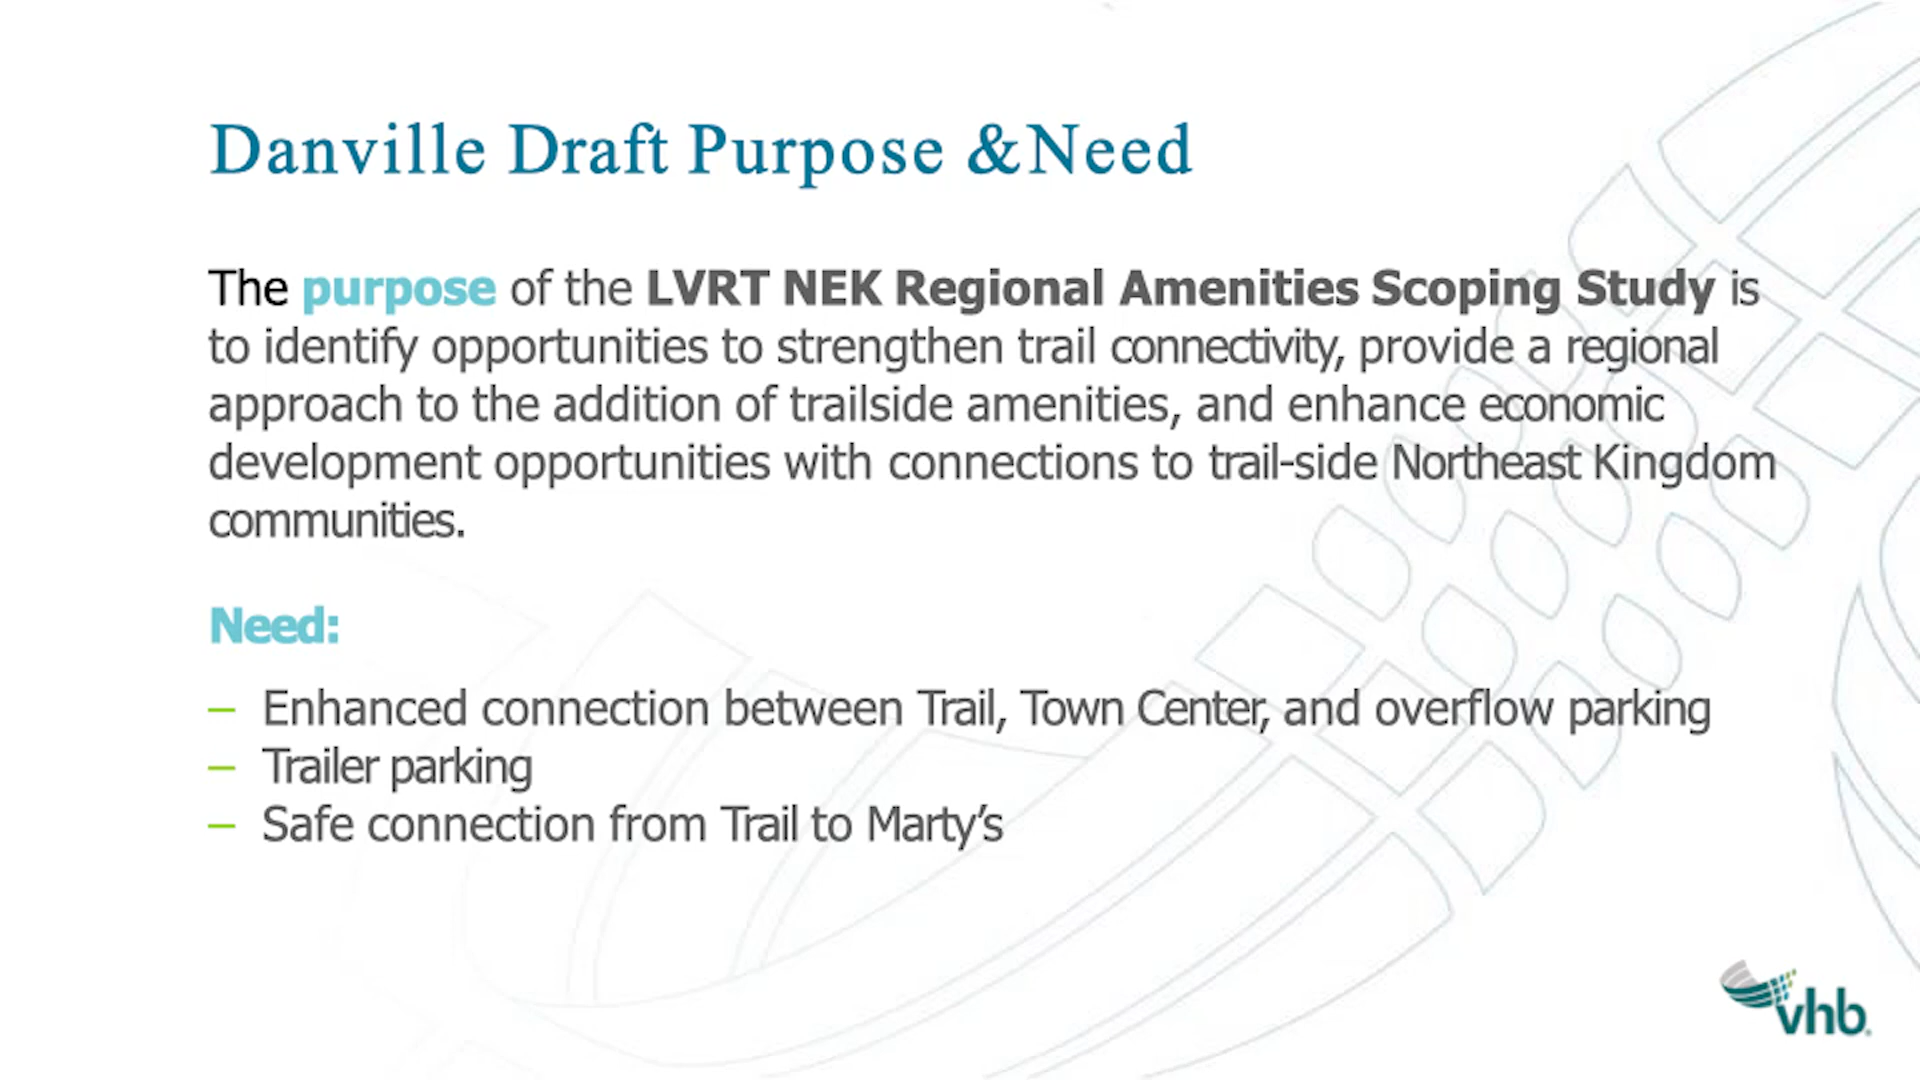 Danville Draft Purpose &Need
The purpose of the LVRT NEK Regional Amenities Scoping Study is
to identify opportunities to strengthen trail connectivity, provide a regional
approach to the addition of trailside amenities, and enhance economic
development opportunities with connections to trail-side Northeast Kingdom
communities.
Need:
– Enhanced connection between Trail, Town Center, and overflow parking
– Trailer parking
– Safe connection from Trail to Marty’s
vhb